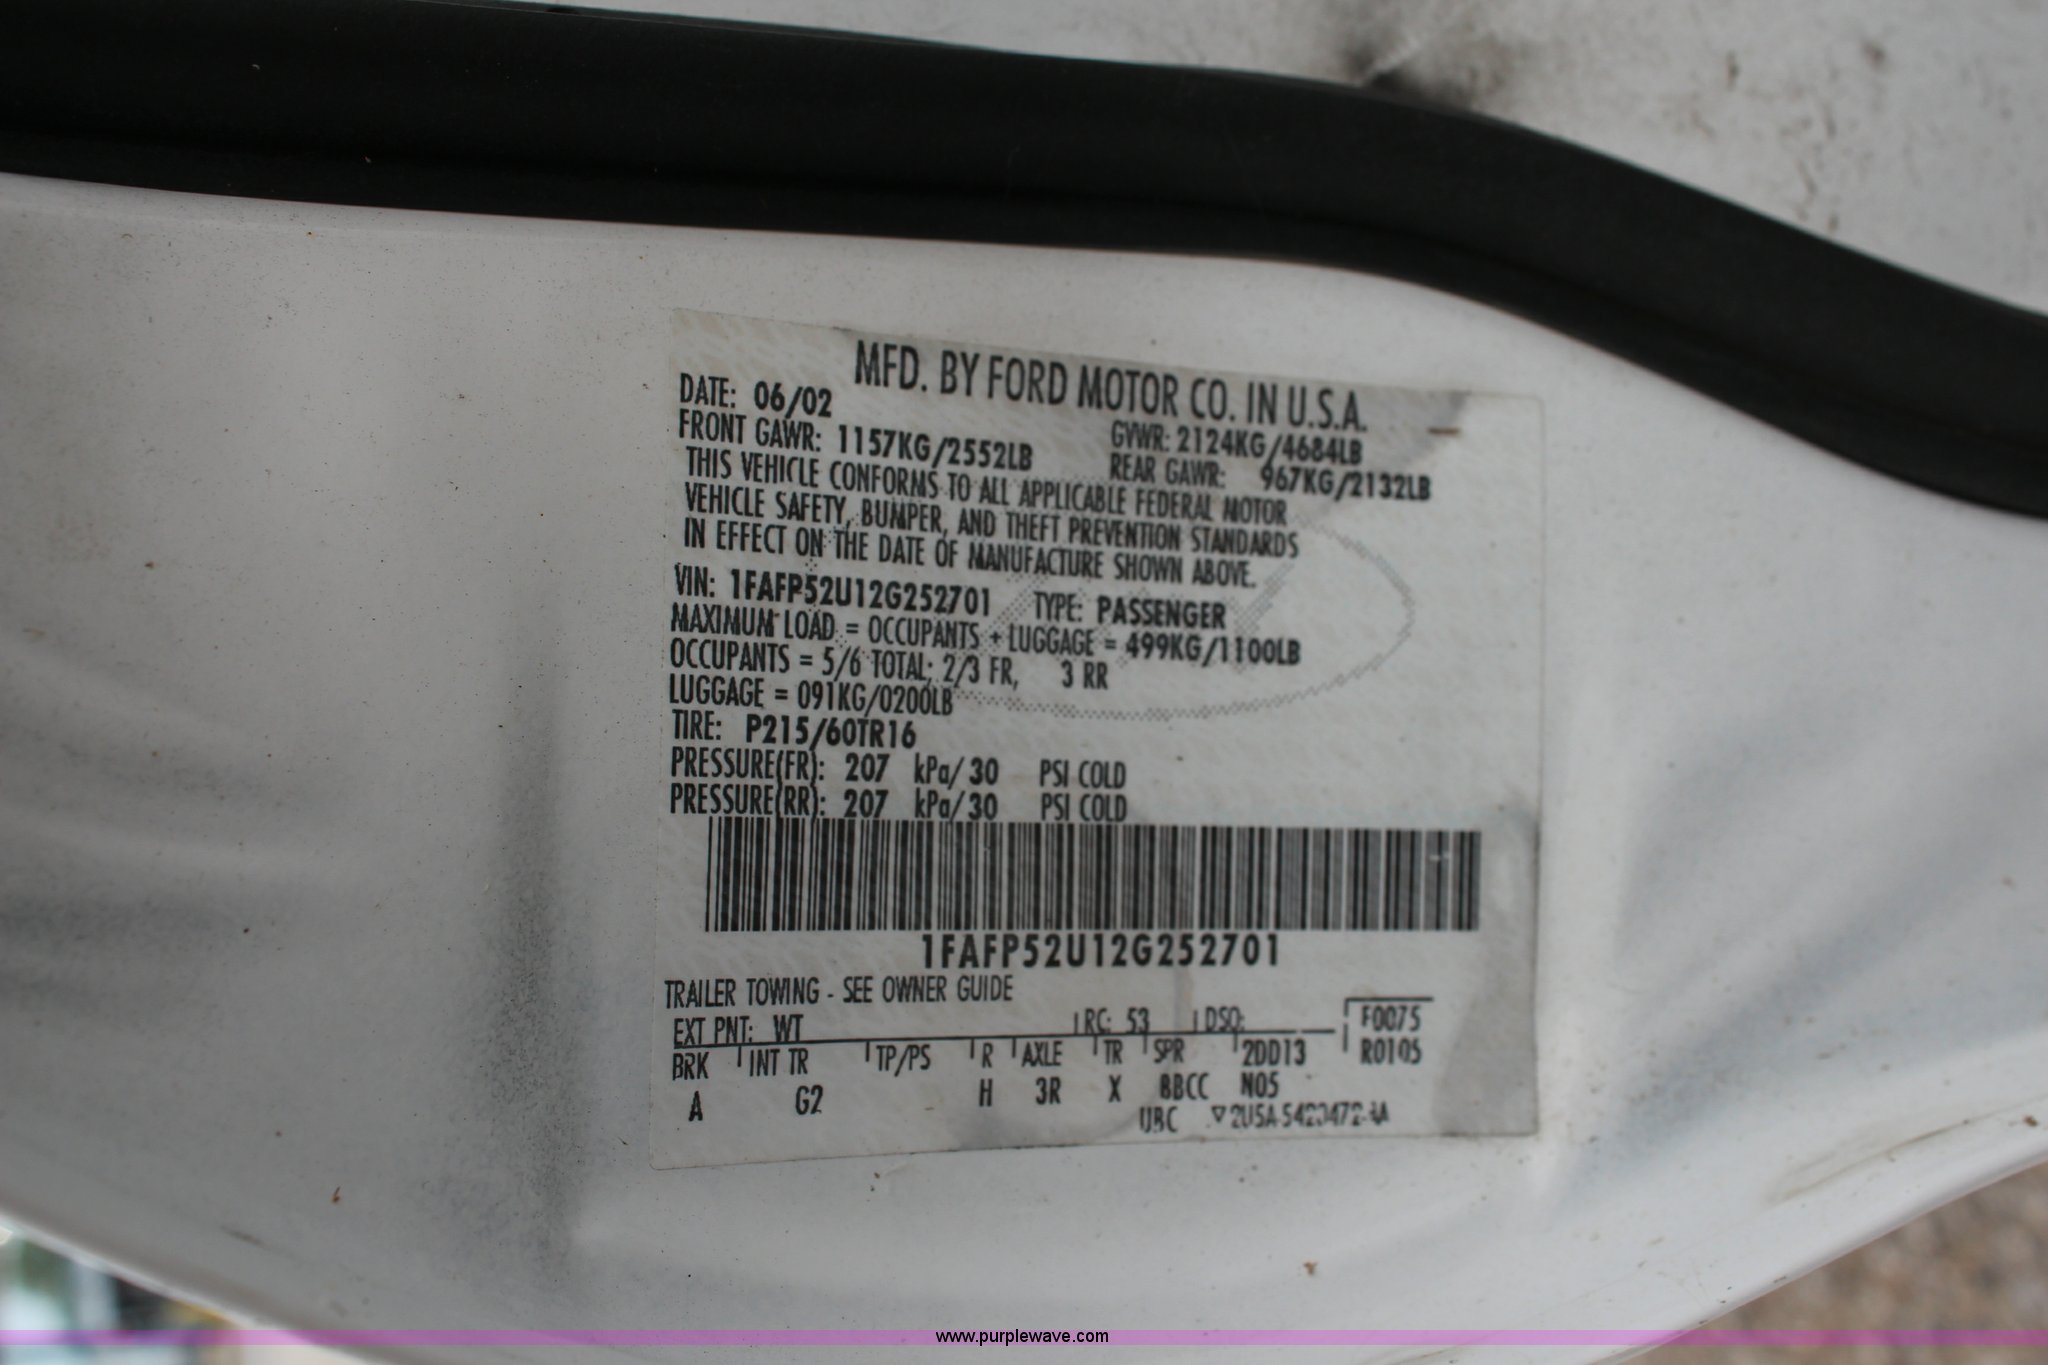 MFD. BY FORD MOTOR CO. IN U.S.A.
DATE: 06/02 GVWR: 2124KG/4684LB
FRONT GAWR: 1157KG/2552LB REAR GAWR: 967KG/2132LB
THIS VEHICLE CONFORMS TO ALL APPLICABLE FEDERAL MOTOR
VEHICLE SAFETY, BUMPER, AND THEFT PREVENTION STANDARDS
IN EFFECT ON THE DATE OF MANUFACTURE SHOWN ABOVE.
VIN: 1FAFP52U12G252701 TYPE: PASSENGER
MAXIMUM LOAD = OCCUPANTS + LUGGAGE = 499KG/1100LB
OCCUPANTS = 5/6 TOTAL; 2/3 FR, 3 RR
LUGGAGE = 091KG/0200LB
TIRE: P215/60TR16
PRESSURE(FR): 207 kPa/30 PSI COLD
PRESSURE(RR): 207 kPa/30 PSI COLD
1FAFP52U12G252701
TRAILER TOWING - SEE OWNER GUIDE
EXT PNT: WT RC: 53 DSO: F0075
BRK INT TR TP/PS R AXLE TR SPR 2DD13 R0105
A G2 H 3R X BBCC N05
UBC
www.purplewave.com